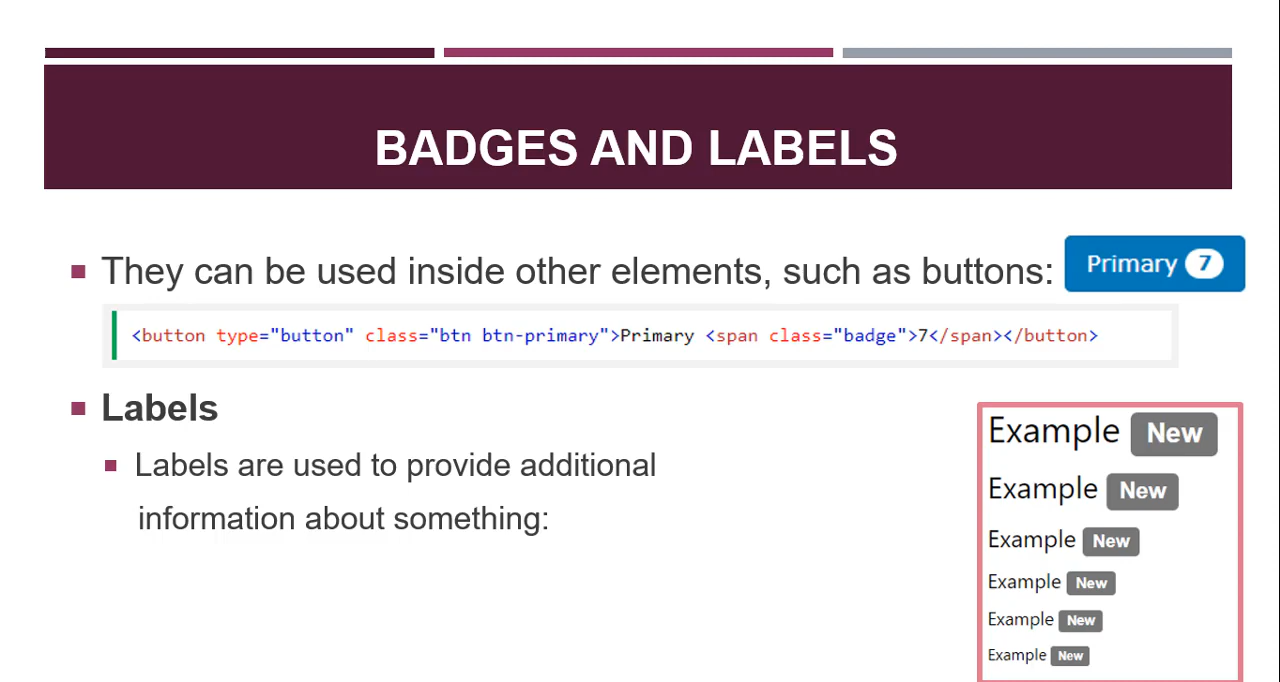 BADGES AND LABELS
They can be used inside other elements, such as buttons:
Primary 7
<button type="button" class="btn btn-primary">Primary <span class="badge">7</span></button>
Labels
Labels are used to provide additional
information about something:
Example New
Example New
Example New
Example New
Example New
Example New